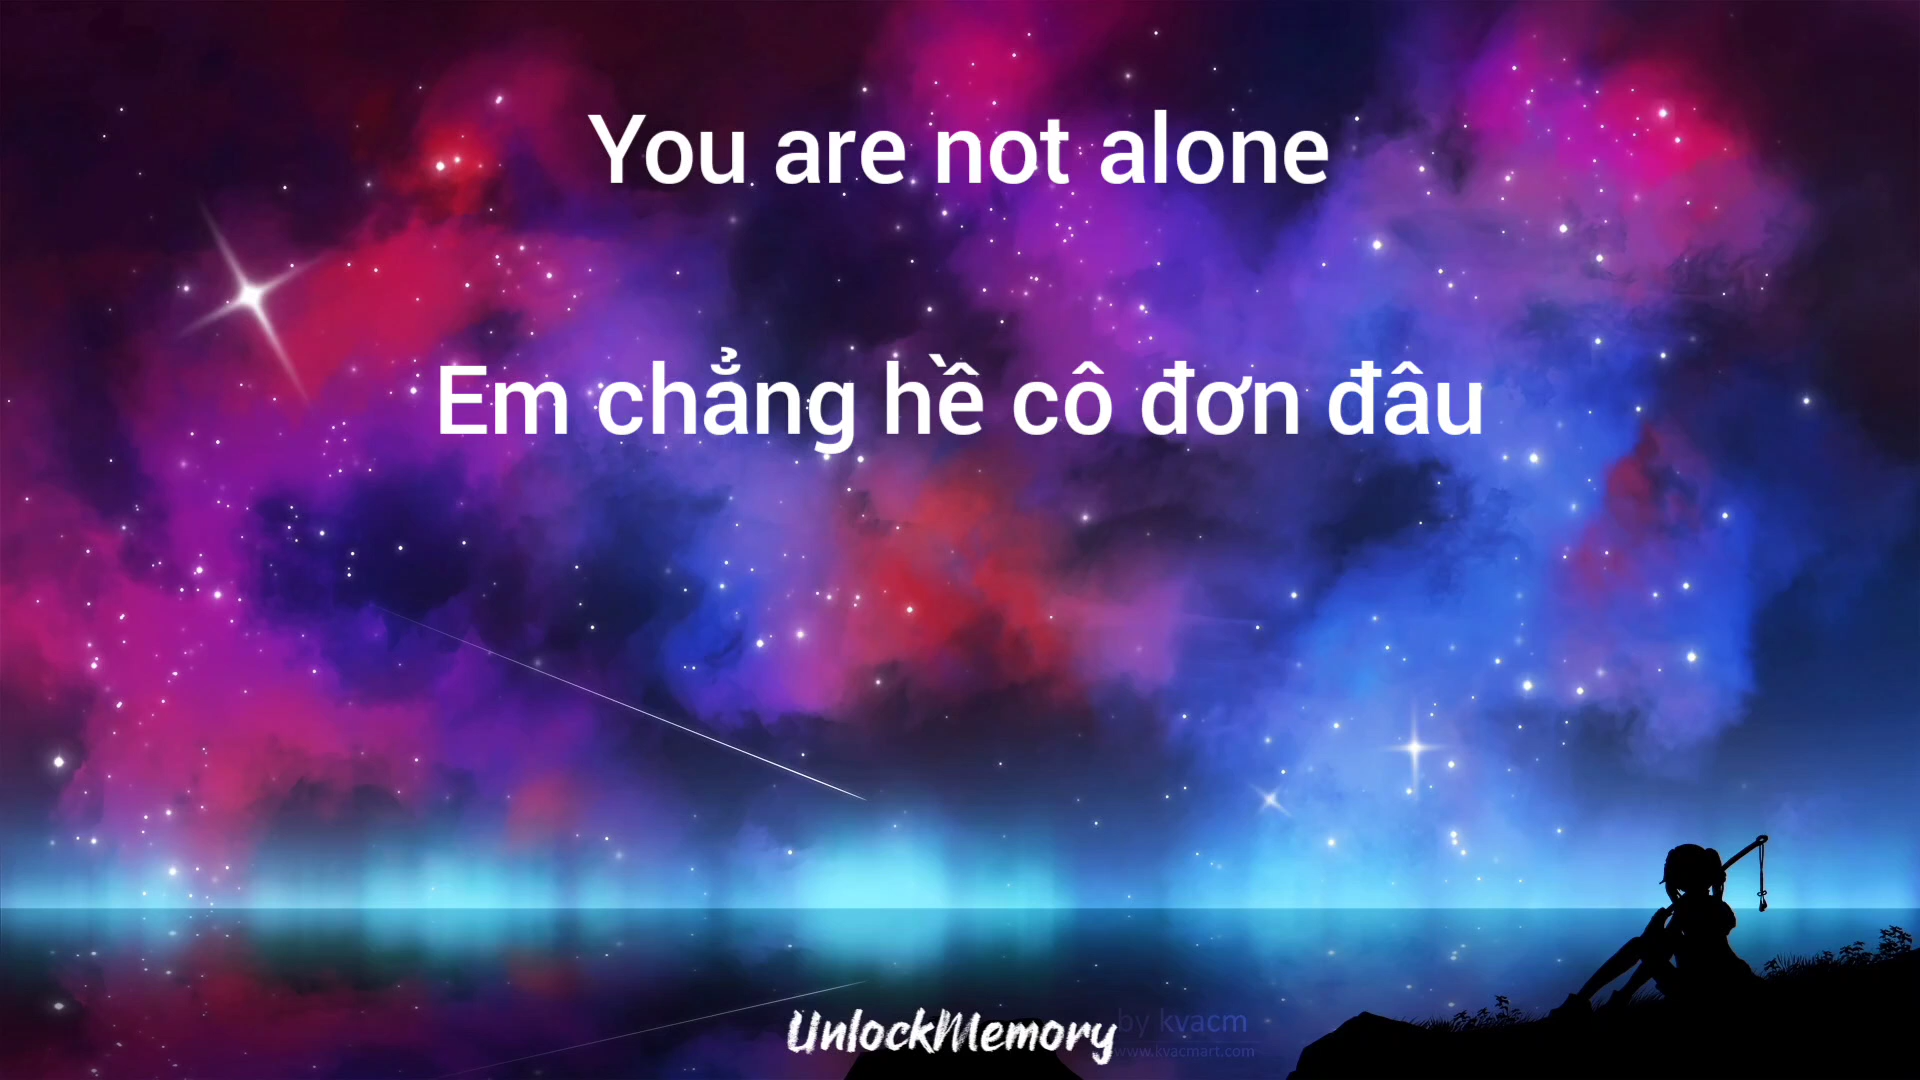 You are not alone
Em chẳng hề cô đơn đâu
UnlockMemory
by kvacm
www.kvacmart.com